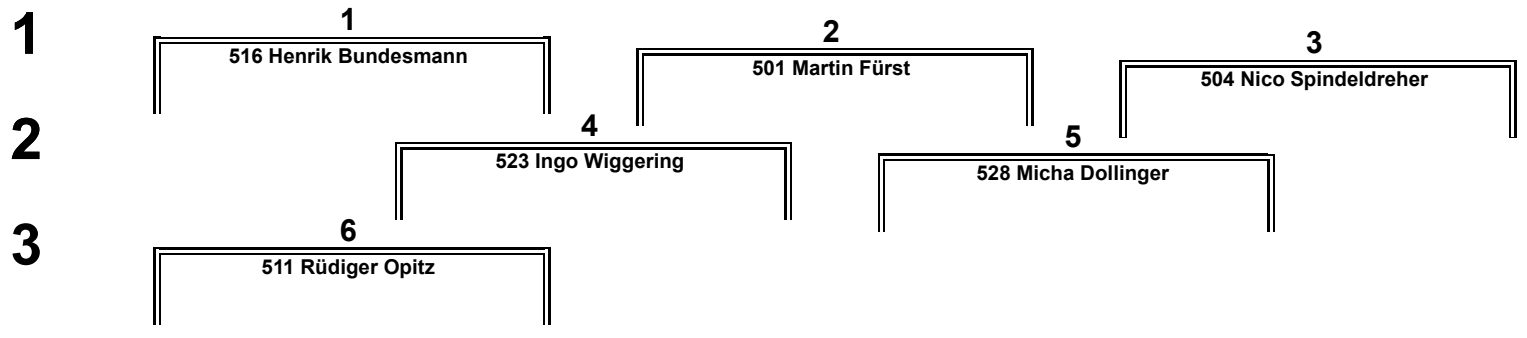 1
1
516 Henrik Bundesmann
2
501 Martin Fürst
3
504 Nico Spindeldreher
2
4
523 Ingo Wiggering
5
528 Micha Dollinger
3
6
511 Rüdiger Opitz